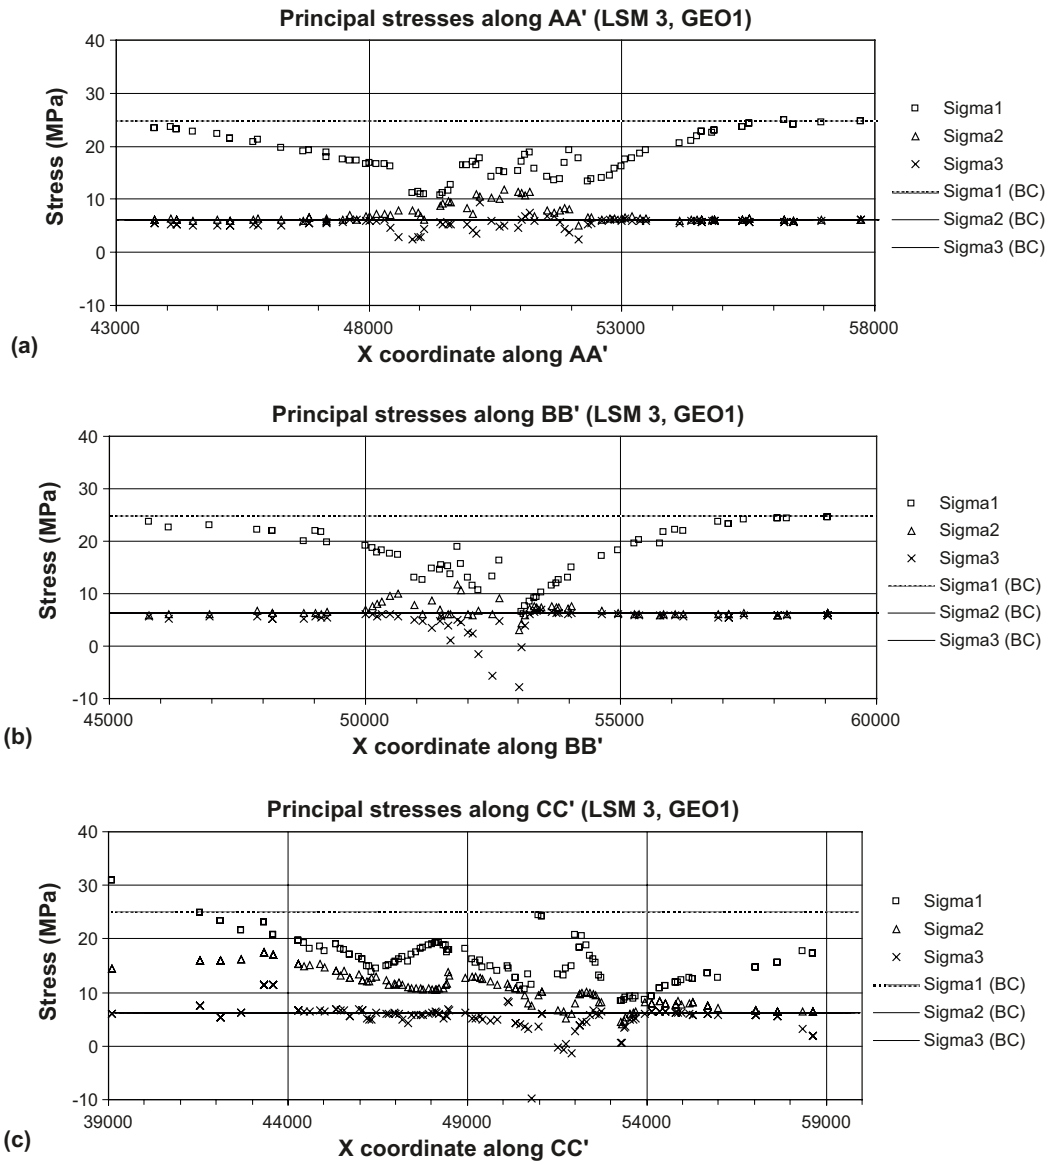 Principal stresses along AA' (LSM 3, GEO1)
40
30
20
10
0
-10
Stress (MPa)
43000 48000 53000 58000
X coordinate along AA'
Sigma1
Sigma2
Sigma3
Sigma1 (BC)
Sigma2 (BC)
Sigma3 (BC)
(a)
Principal stresses along BB' (LSM 3, GEO1)
40
30
20
10
0
-10
Stress (MPa)
45000 50000 55000 60000
X coordinate along BB'
Sigma1
Sigma2
Sigma3
Sigma1 (BC)
Sigma2 (BC)
Sigma3 (BC)
(b)
Principal stresses along CC' (LSM 3, GEO1)
40
30
20
10
0
-10
Stress (MPa)
39000 44000 49000 54000 59000
X coordinate along CC'
Sigma1
Sigma2
Sigma3
Sigma1 (BC)
Sigma2 (BC)
Sigma3 (BC)
(c)